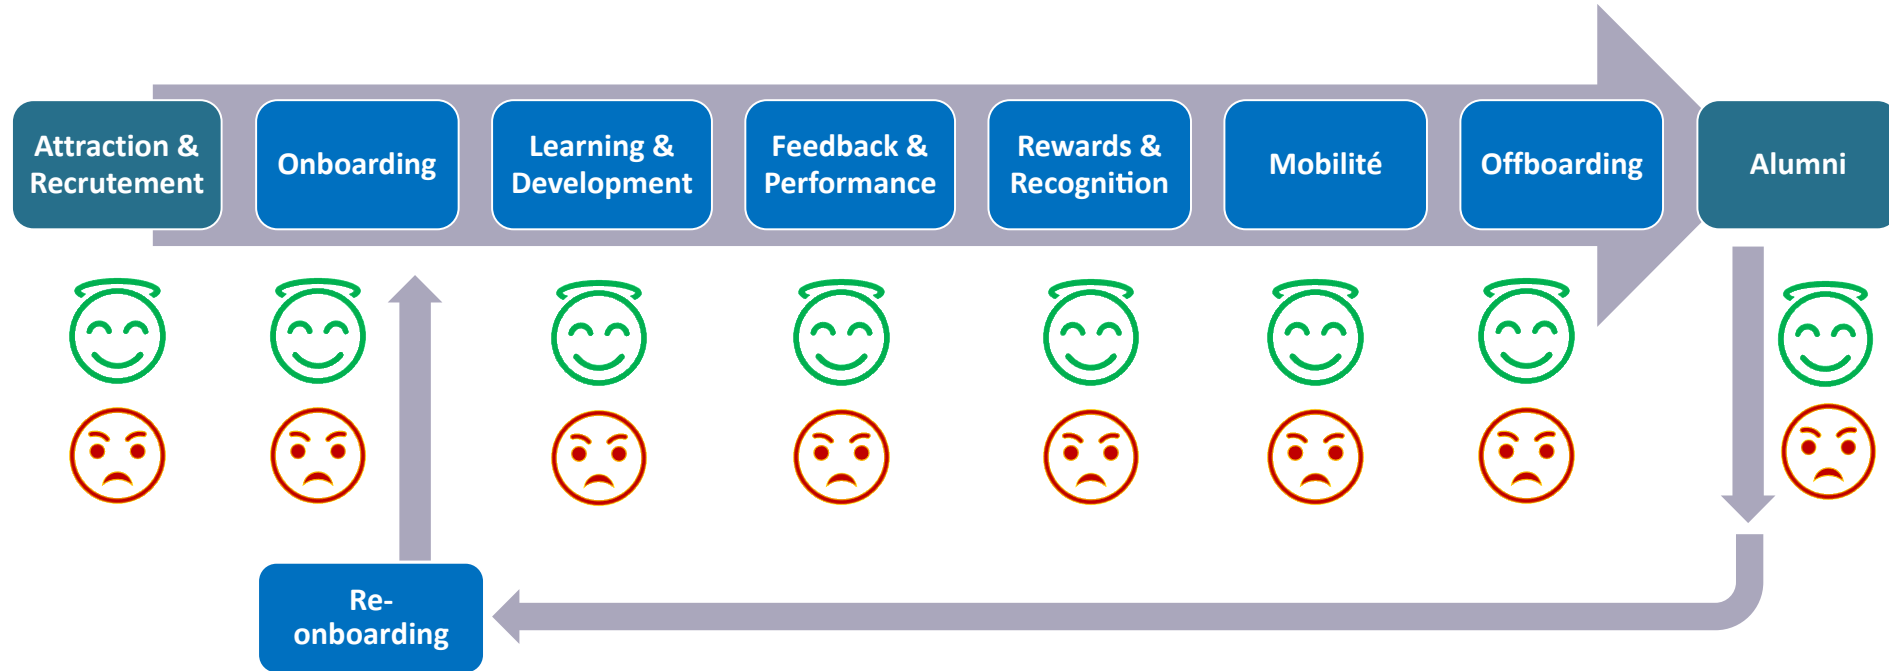 Attraction &
Recrutement
Onboarding
Learning &
Development
Feedback &
Performance
Rewards &
Recognition
Mobilité
Offboarding
Alumni
Re-
onboarding